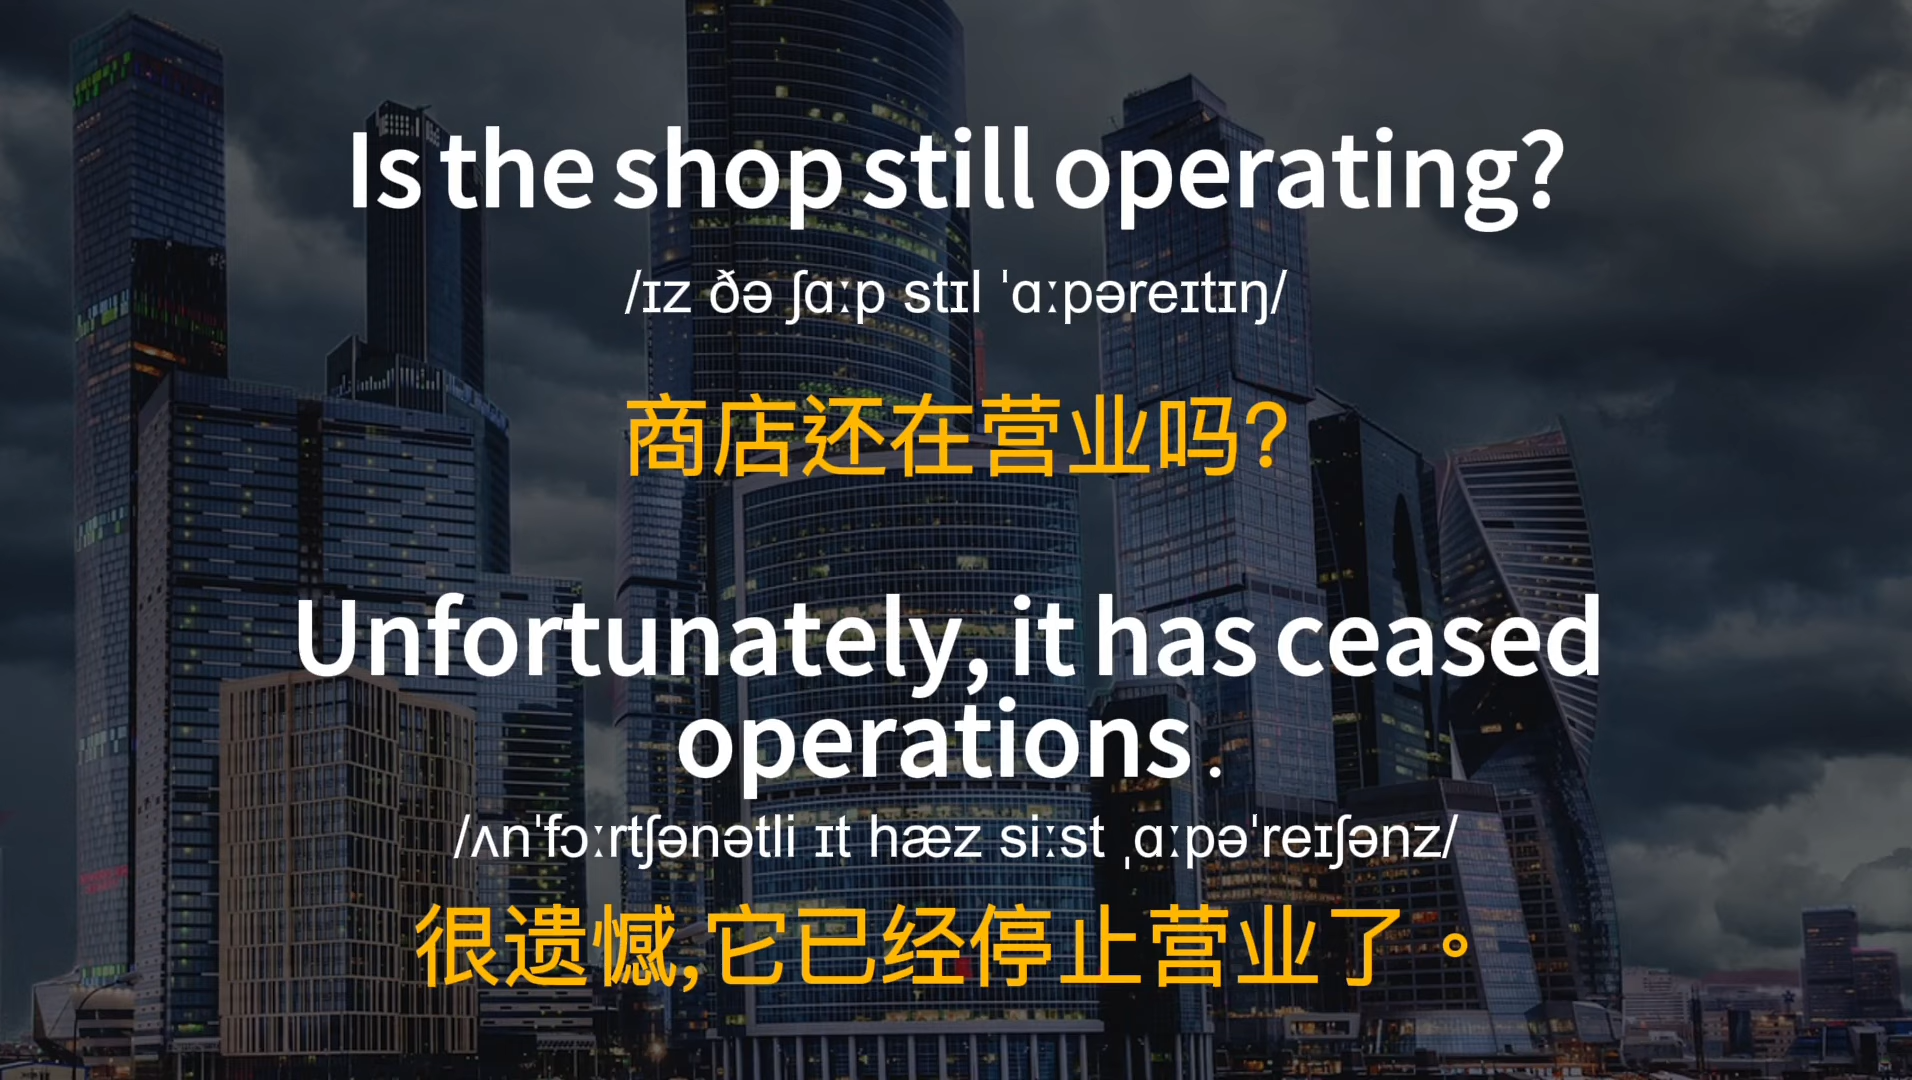 Is the shop still operating?
/ɪz ðə ʃɑːp stɪl ˈɑːpəreɪtɪŋ/
商店还在营业吗?
Unfortunately, it has ceased
operations.
/ʌnˈfɔːrtʃənətli ɪt hæz siːst ˌɑːpəˈreɪʃənz/
很遗憾,它已经停止营业了。